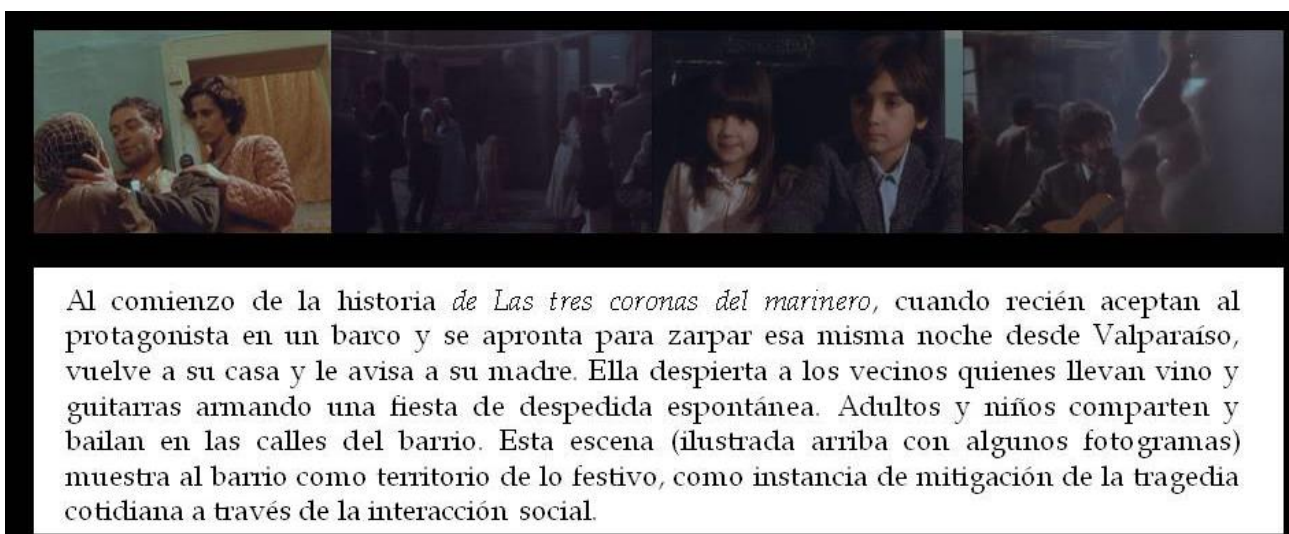 Al comienzo de la historia de Las tres coronas del marinero, cuando recién aceptan al
protagonista en un barco y se apronta para zarpar esa misma noche desde Valparaíso,
vuelve a su casa y le avisa a su madre. Ella despierta a los vecinos quienes llevan vino y
guitarras armando una fiesta de despedida espontánea. Adultos y niños comparten y
bailan en las calles del barrio. Esta escena (ilustrada arriba con algunos fotogramas)
muestra al barrio como territorio de lo festivo, como instancia de mitigación de la tragedia
cotidiana a través de la interacción social.